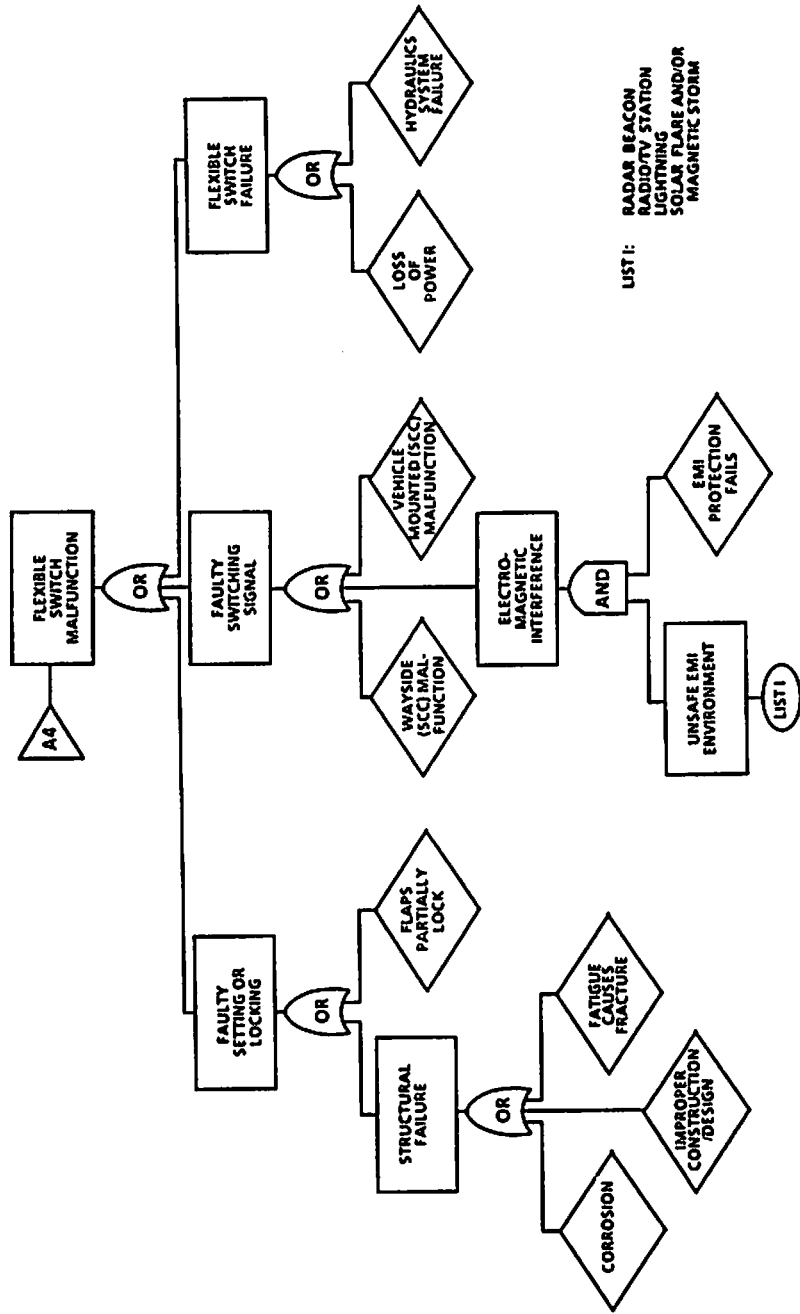 A4
FLEXIBLE
SWITCH
MALFUNCTION
OR
FAULTY
SETTING OR
LOCKING
FAULTY
SWITCHING
SIGNAL
FLEXIBLE
SWITCH
FAILURE
OR
OR
OR
STRUCTURAL
FAILURE
FLAPS
PARTIALLY
LOCK
WAYSIDE
(SCC) MAL-
FUNCTION
VEHICLE
MOUNTED (SCC)
MALFUNCTION
LOSS
OF
POWER
HYDRAULICS
SYSTEM
FAILURE
OR
ELECTRO-
MAGNETIC
INTERFERENCE
CORROSION
IMPROPER
CONSTRUCTION
/DESIGN
FATIGUE
CAUSES
FRACTURE
AND
UNSAFE EMI
ENVIRONMENT
EMI
PROTECTION
FAILS
LIST I
LIST I: RADAR BEACON
RADIO/TV STATION
LIGHTNING
SOLAR FLARE AND/OR
MAGNETIC STORM